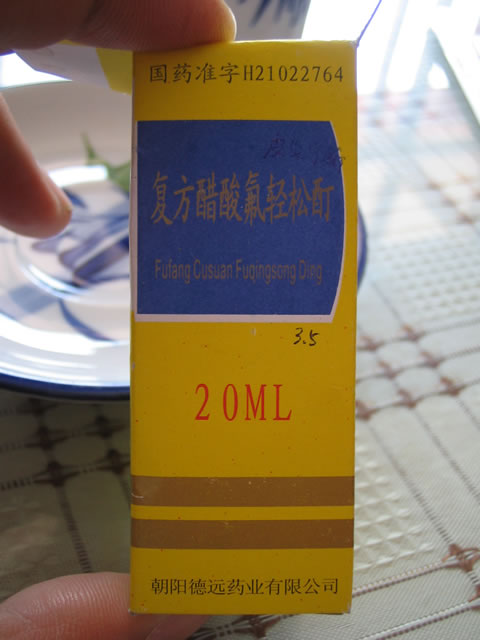 国药准字H21022764
复方醋酸氟轻松酊
Fufang Cusuan Fuqingsong Ding
3.5
20ML
朝阳德远药业有限公司